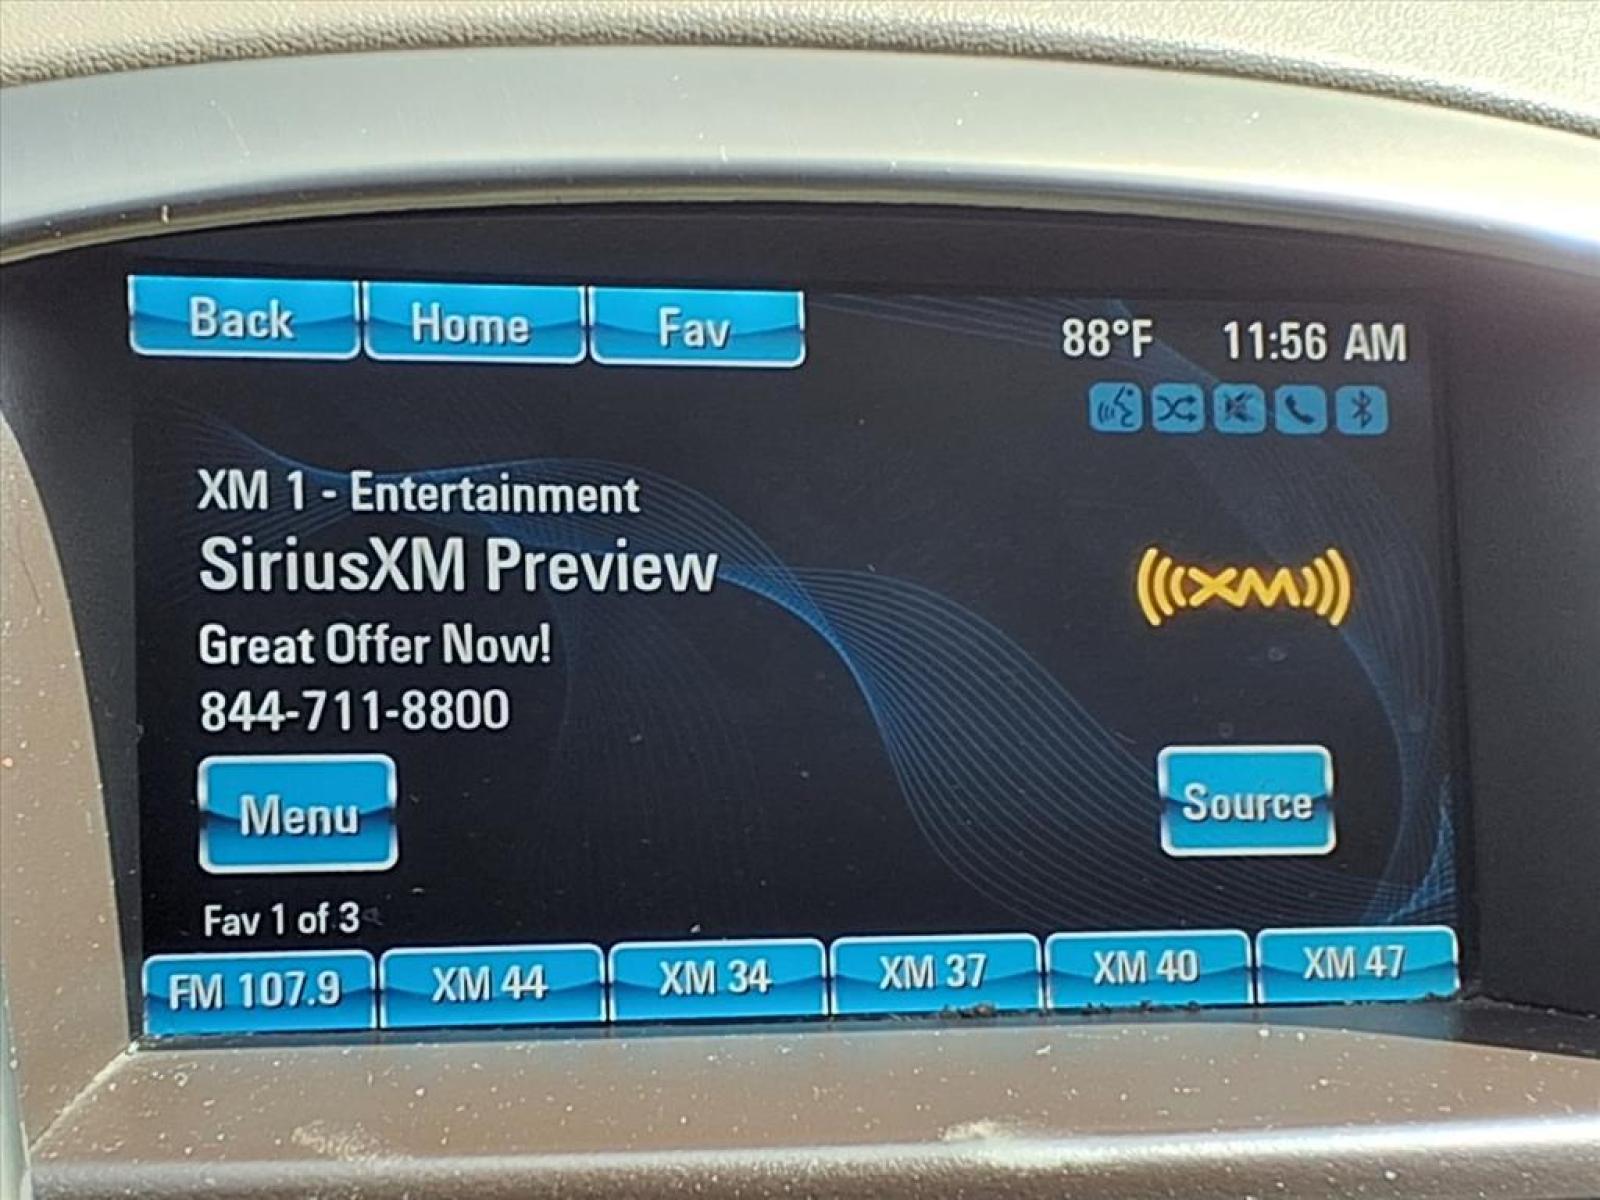 Back Home Fav
88°F 11:56 AM
XM 1 - Entertainment
SiriusXM Preview
Great Offer Now!
844-711-8800
((XM))
Menu
Source
Fav 1 of 3
FM 107.9 XM 44 XM 34 XM 37 XM 40 XM 47